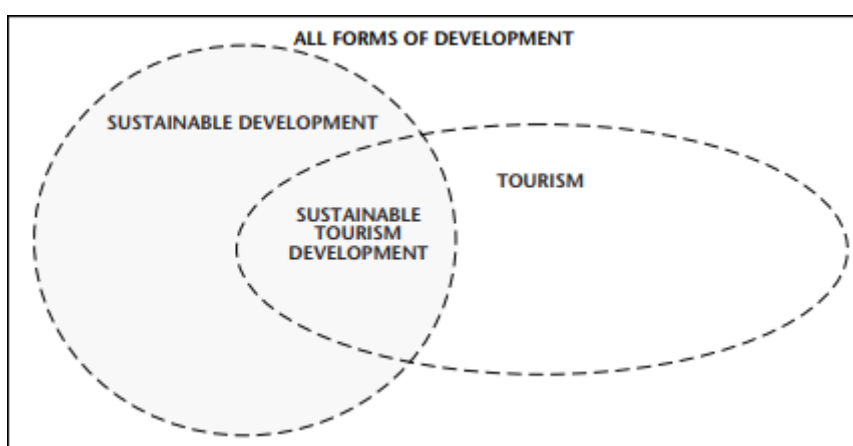 ALL FORMS OF DEVELOPMENT
SUSTAINABLE DEVELOPMENT
TOURISM
SUSTAINABLE
TOURISM
DEVELOPMENT